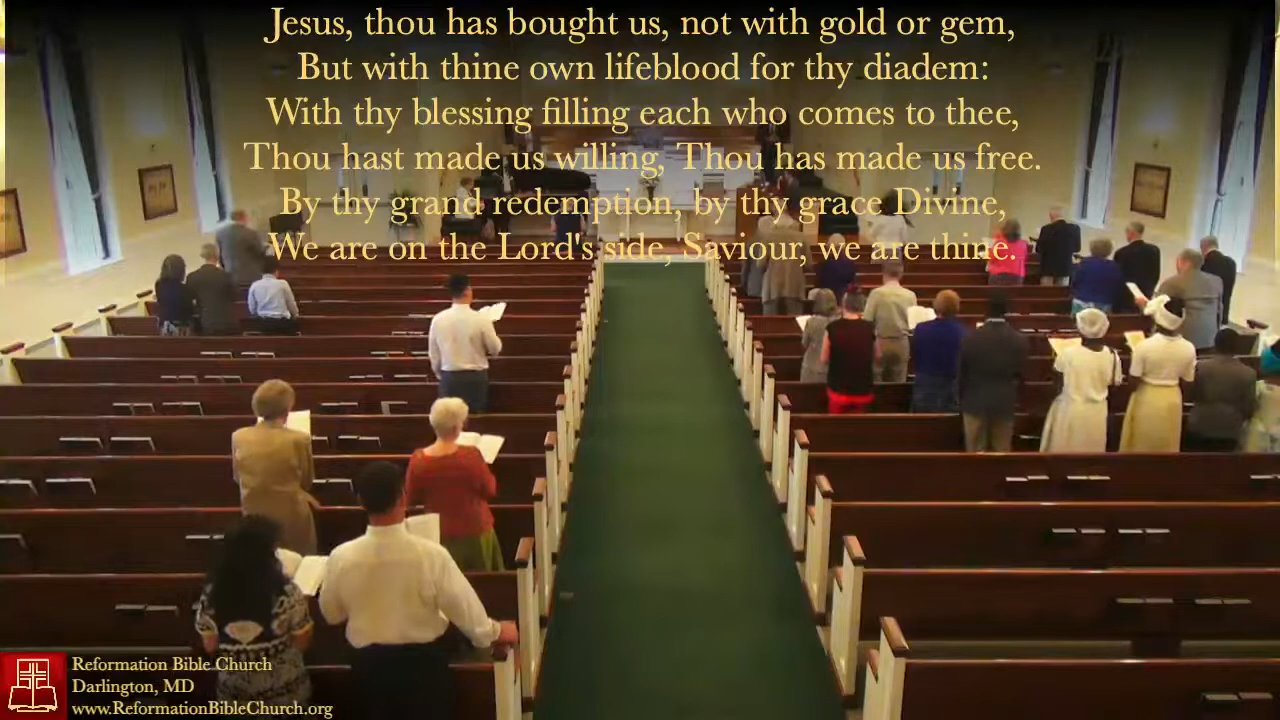 Jesus, thou has bought us, not with gold or gem,
But with thine own lifeblood for thy diadem:
With thy blessing filling each who comes to thee,
Thou hast made us willing, Thou has made us free.
By thy grand redemption, by thy grace Divine,
We are on the Lord's side, Saviour, we are thine.
Reformation Bible Church
Darlington, MD
www.ReformationBibleChurch.org